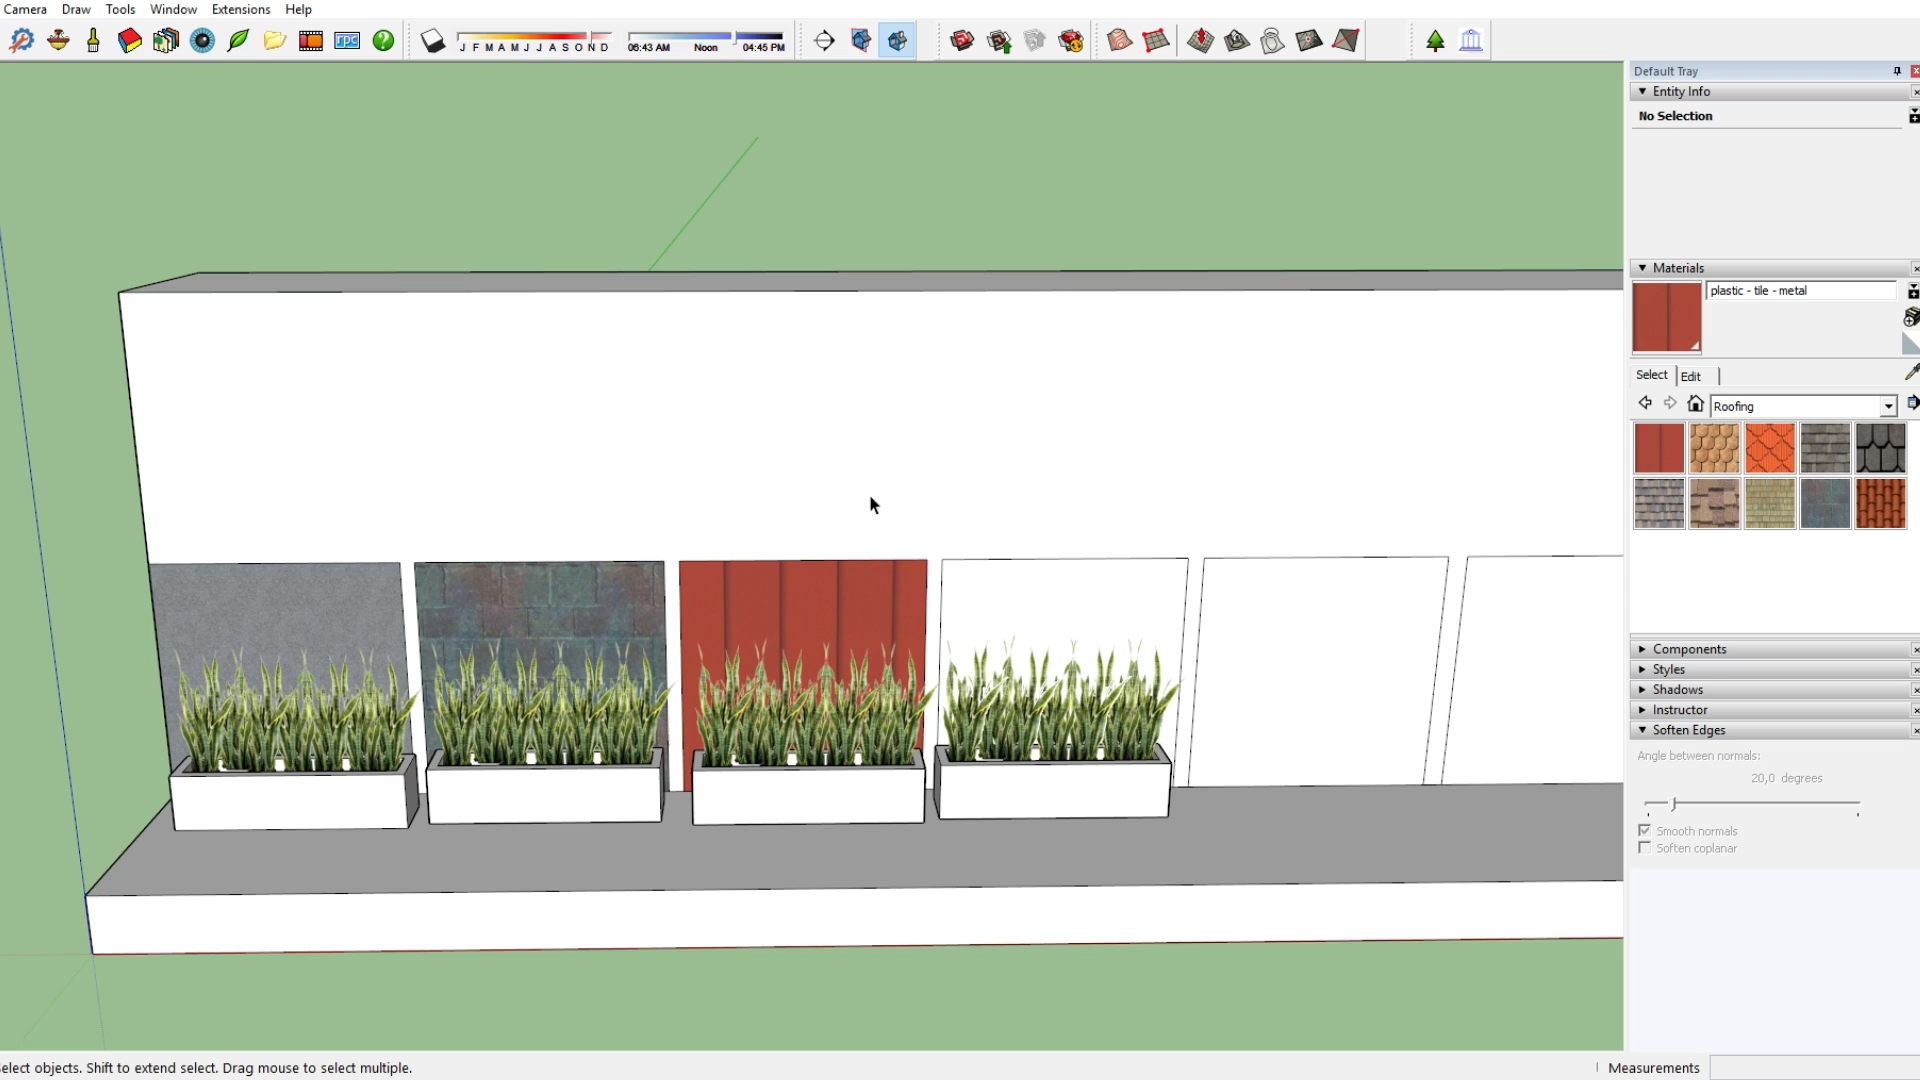 Camera Draw Tools Window Extensions Help
rpc
J F M A M J J A S O N D
06:43 AM Noon 04:45 PM
Default Tray
Entity Info
No Selection
Materials
plastic - tile - metal
Select Edit
Roofing
Components
Styles
Shadows
Instructor
Soften Edges
Angle between normals:
20,0 degrees
Smooth normals
Soften coplanar
elect objects. Shift to extend select. Drag mouse to select multiple.
Measurements